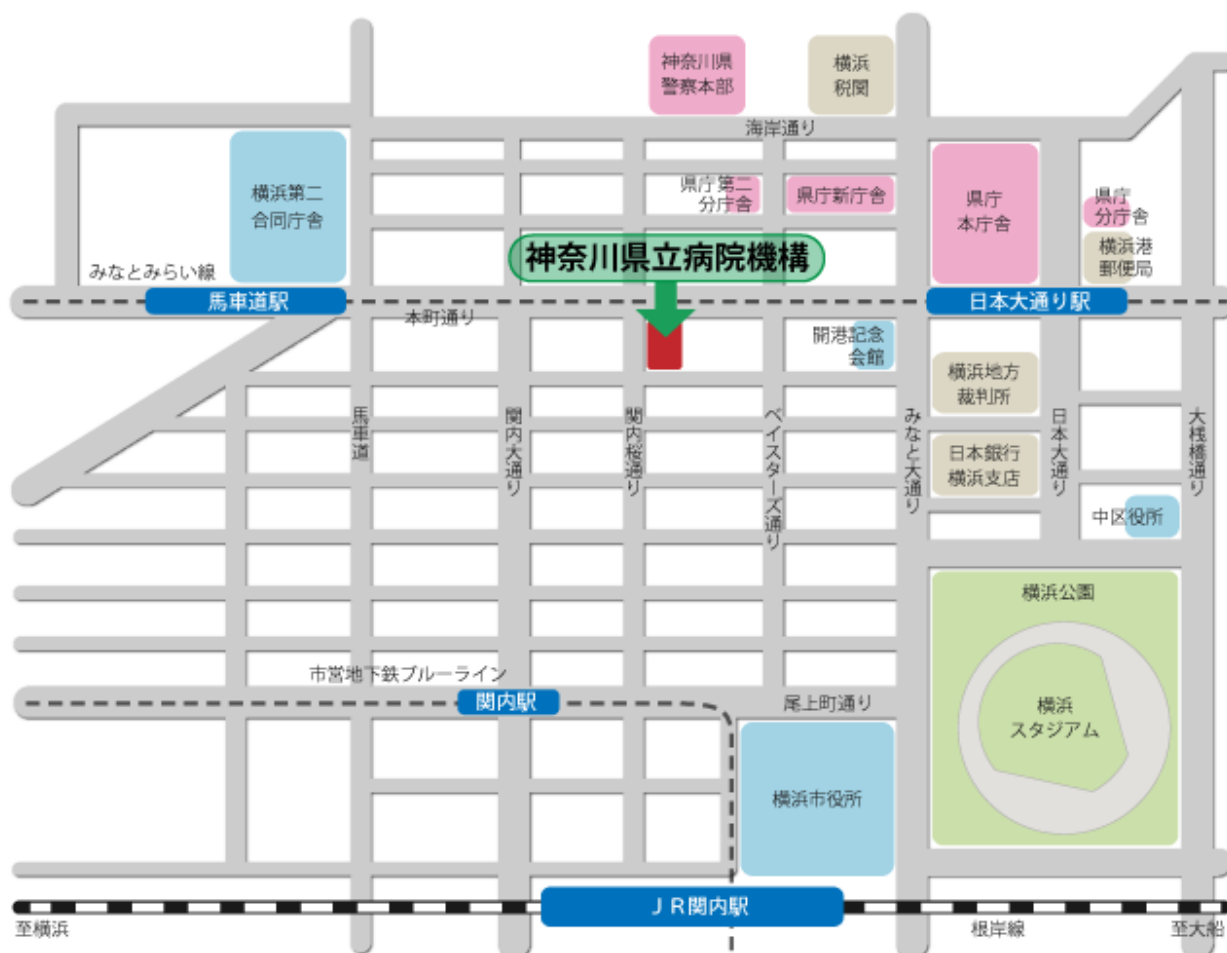 神奈川県
警察本部
横浜
税関
海岸通り
横浜第二
合同庁舎
県庁第二
分庁舎
県庁新庁舎
県庁
本庁舎
県庁
分庁舎
横浜港
郵便局
神奈川県立病院機構
みなとみらい線
馬車道駅
日本大通り駅
本町通り
開港記念
会館
横浜地方
裁判所
馬車道
関内大通り
関内桜通り
ベイスターズ通り
みなと大通り
日本大通り
大桟橋通り
日本銀行
横浜支店
中区役所
横浜公園
市営地下鉄ブルーライン
関内駅
尾上町通り
横浜
スタジアム
横浜市役所
ＪＲ関内駅
至横浜
根岸線
至大船